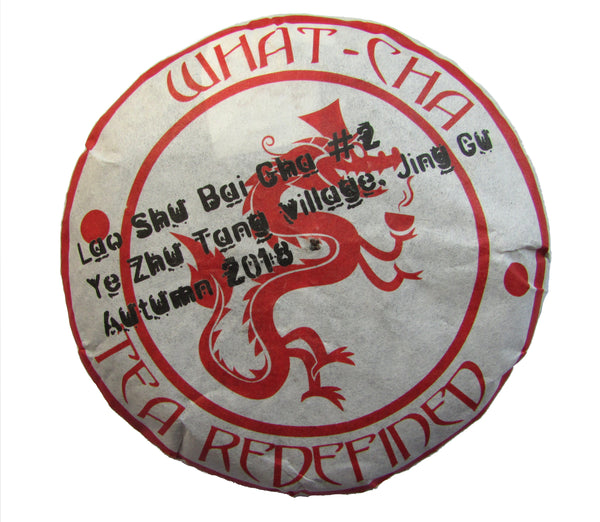 WHAT-CHA
Lao Shu Bai Cha #2
Ye Zhu Tang village, Jing Gu
Autumn 2018
TEA REDEFINED